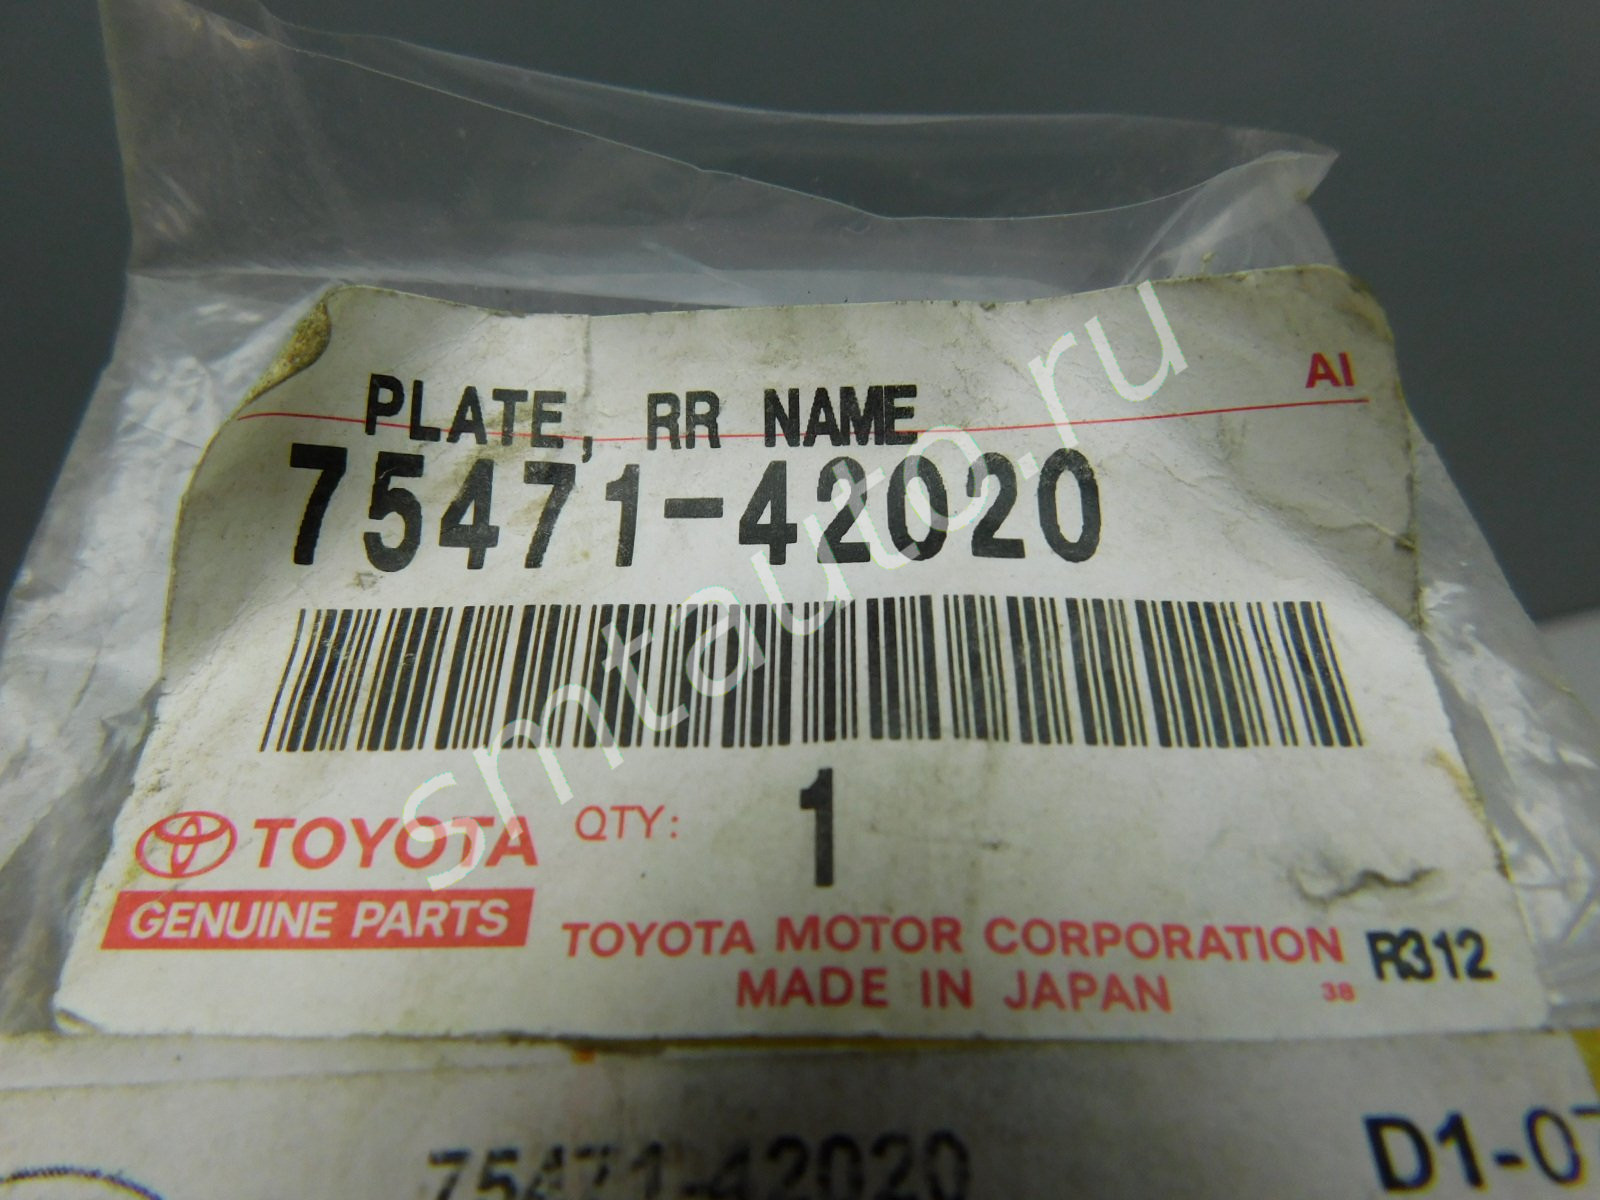 AI
PLATE, RR NAME
75471-42020
smtauto.ru
TOYOTA QTY: 1
GENUINE PARTS
TOYOTA MOTOR CORPORATION R312
MADE IN JAPAN 38
75471-42020
D1-07